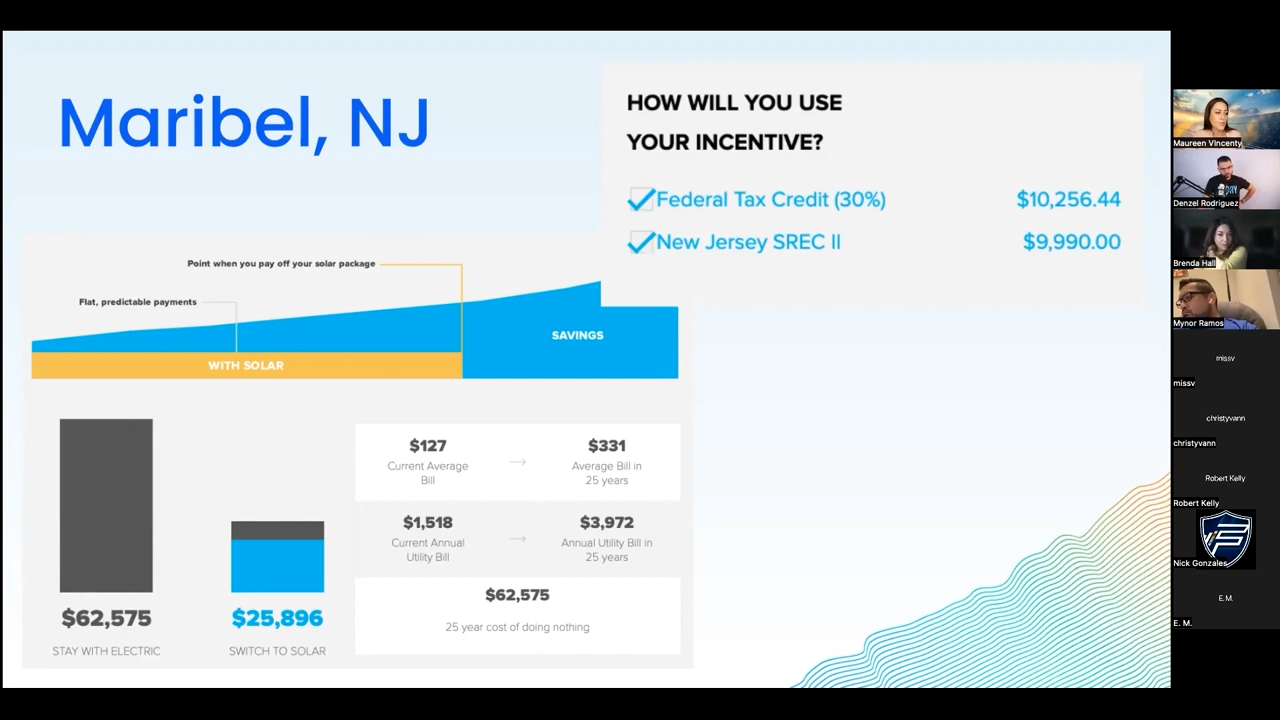 Maribel, NJ
HOW WILL YOU USE
YOUR INCENTIVE?
Federal Tax Credit (30%) $10,256.44
New Jersey SREC II $9,990.00
Point when you pay off your solar package
Flat, predictable payments
SAVINGS
WITH SOLAR
$62,575
STAY WITH ELECTRIC
$25,896
SWITCH TO SOLAR
$127
Current Average
Bill
$331
Average Bill in
25 years
$1,518
Current Annual
Utility Bill
$3,972
Annual Utility Bill in
25 years
$62,575
25 year cost of doing nothing
Maureen VIncenty
Denzel Rodriguez
Brenda Hall
Mynor Ramos
missv
missv
christyvann
christyvann
Robert Kelly
Robert Kelly
Nick Gonzales
E.M.
E. M.